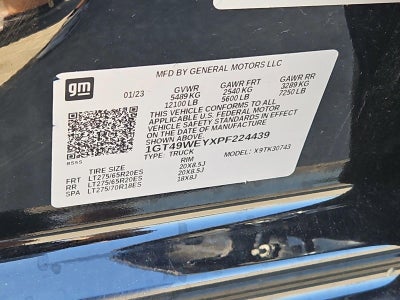 MFD BY GENERAL MOTORS LLC
gm
01/23 GVWR GAWR FRT GAWR RR
5489 KG 2540 KG 3289 KG
12100 LB 5600 LB 7250 LB
THIS VEHICLE CONFORMS TO ALL
APPLICABLE U.S. FEDERAL MOTOR
VEHICLE SAFETY STANDARDS IN EFFECT
ON THE DATE OF MANUFACTURE
SHOWN ABOVE.
1GT49WEYXPF224439
TYPE: TRUCK MODEL: X9TK30743
TIRE SIZE RIM
FRT LT275/65R20ES 20X8.5J
RR LT275/65R20ES 20X8.5J
SPA LT275/70R18ES 18X8J